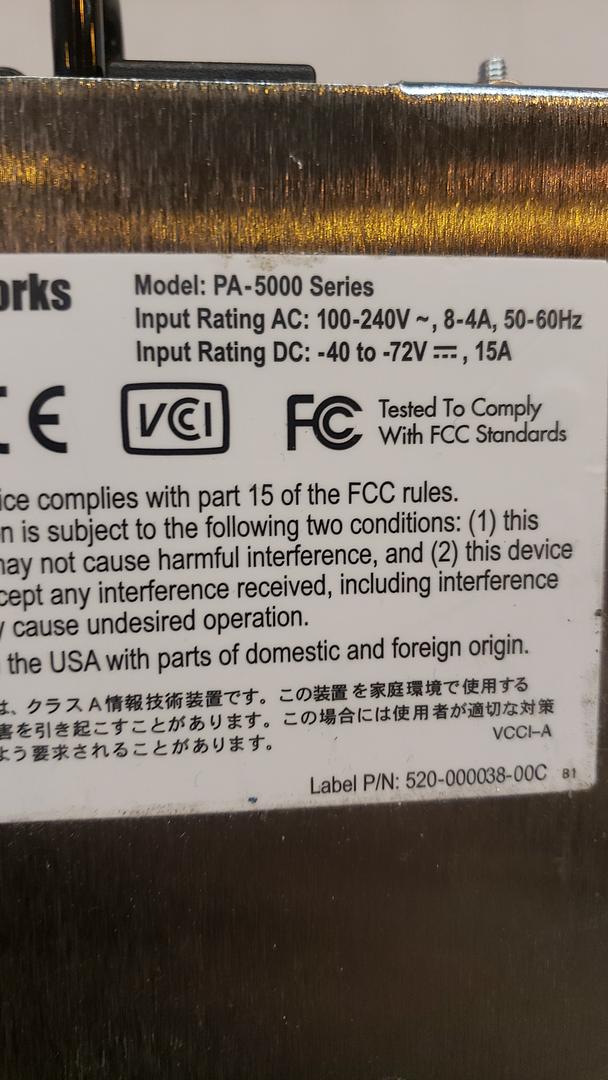 orks
Model: PA-5000 Series
Input Rating AC: 100-240V ~, 8-4A, 50-60Hz
Input Rating DC: -40 to -72V ⎓, 15A
CE VCCI FC Tested To Comply
With FCC Standards
ice complies with part 15 of the FCC rules.
n is subject to the following two conditions: (1) this
may not cause harmful interference, and (2) this device
cept any interference received, including interference
y cause undesired operation.
the USA with parts of domestic and foreign origin.
は、クラスA情報技術装置です。この装置を家庭環境で使用する
害を引き起こすことがあります。この場合には使用者が適切な対策
よう要求されることがあります。
VCCI-A
Label P/N: 520-000038-00C B1